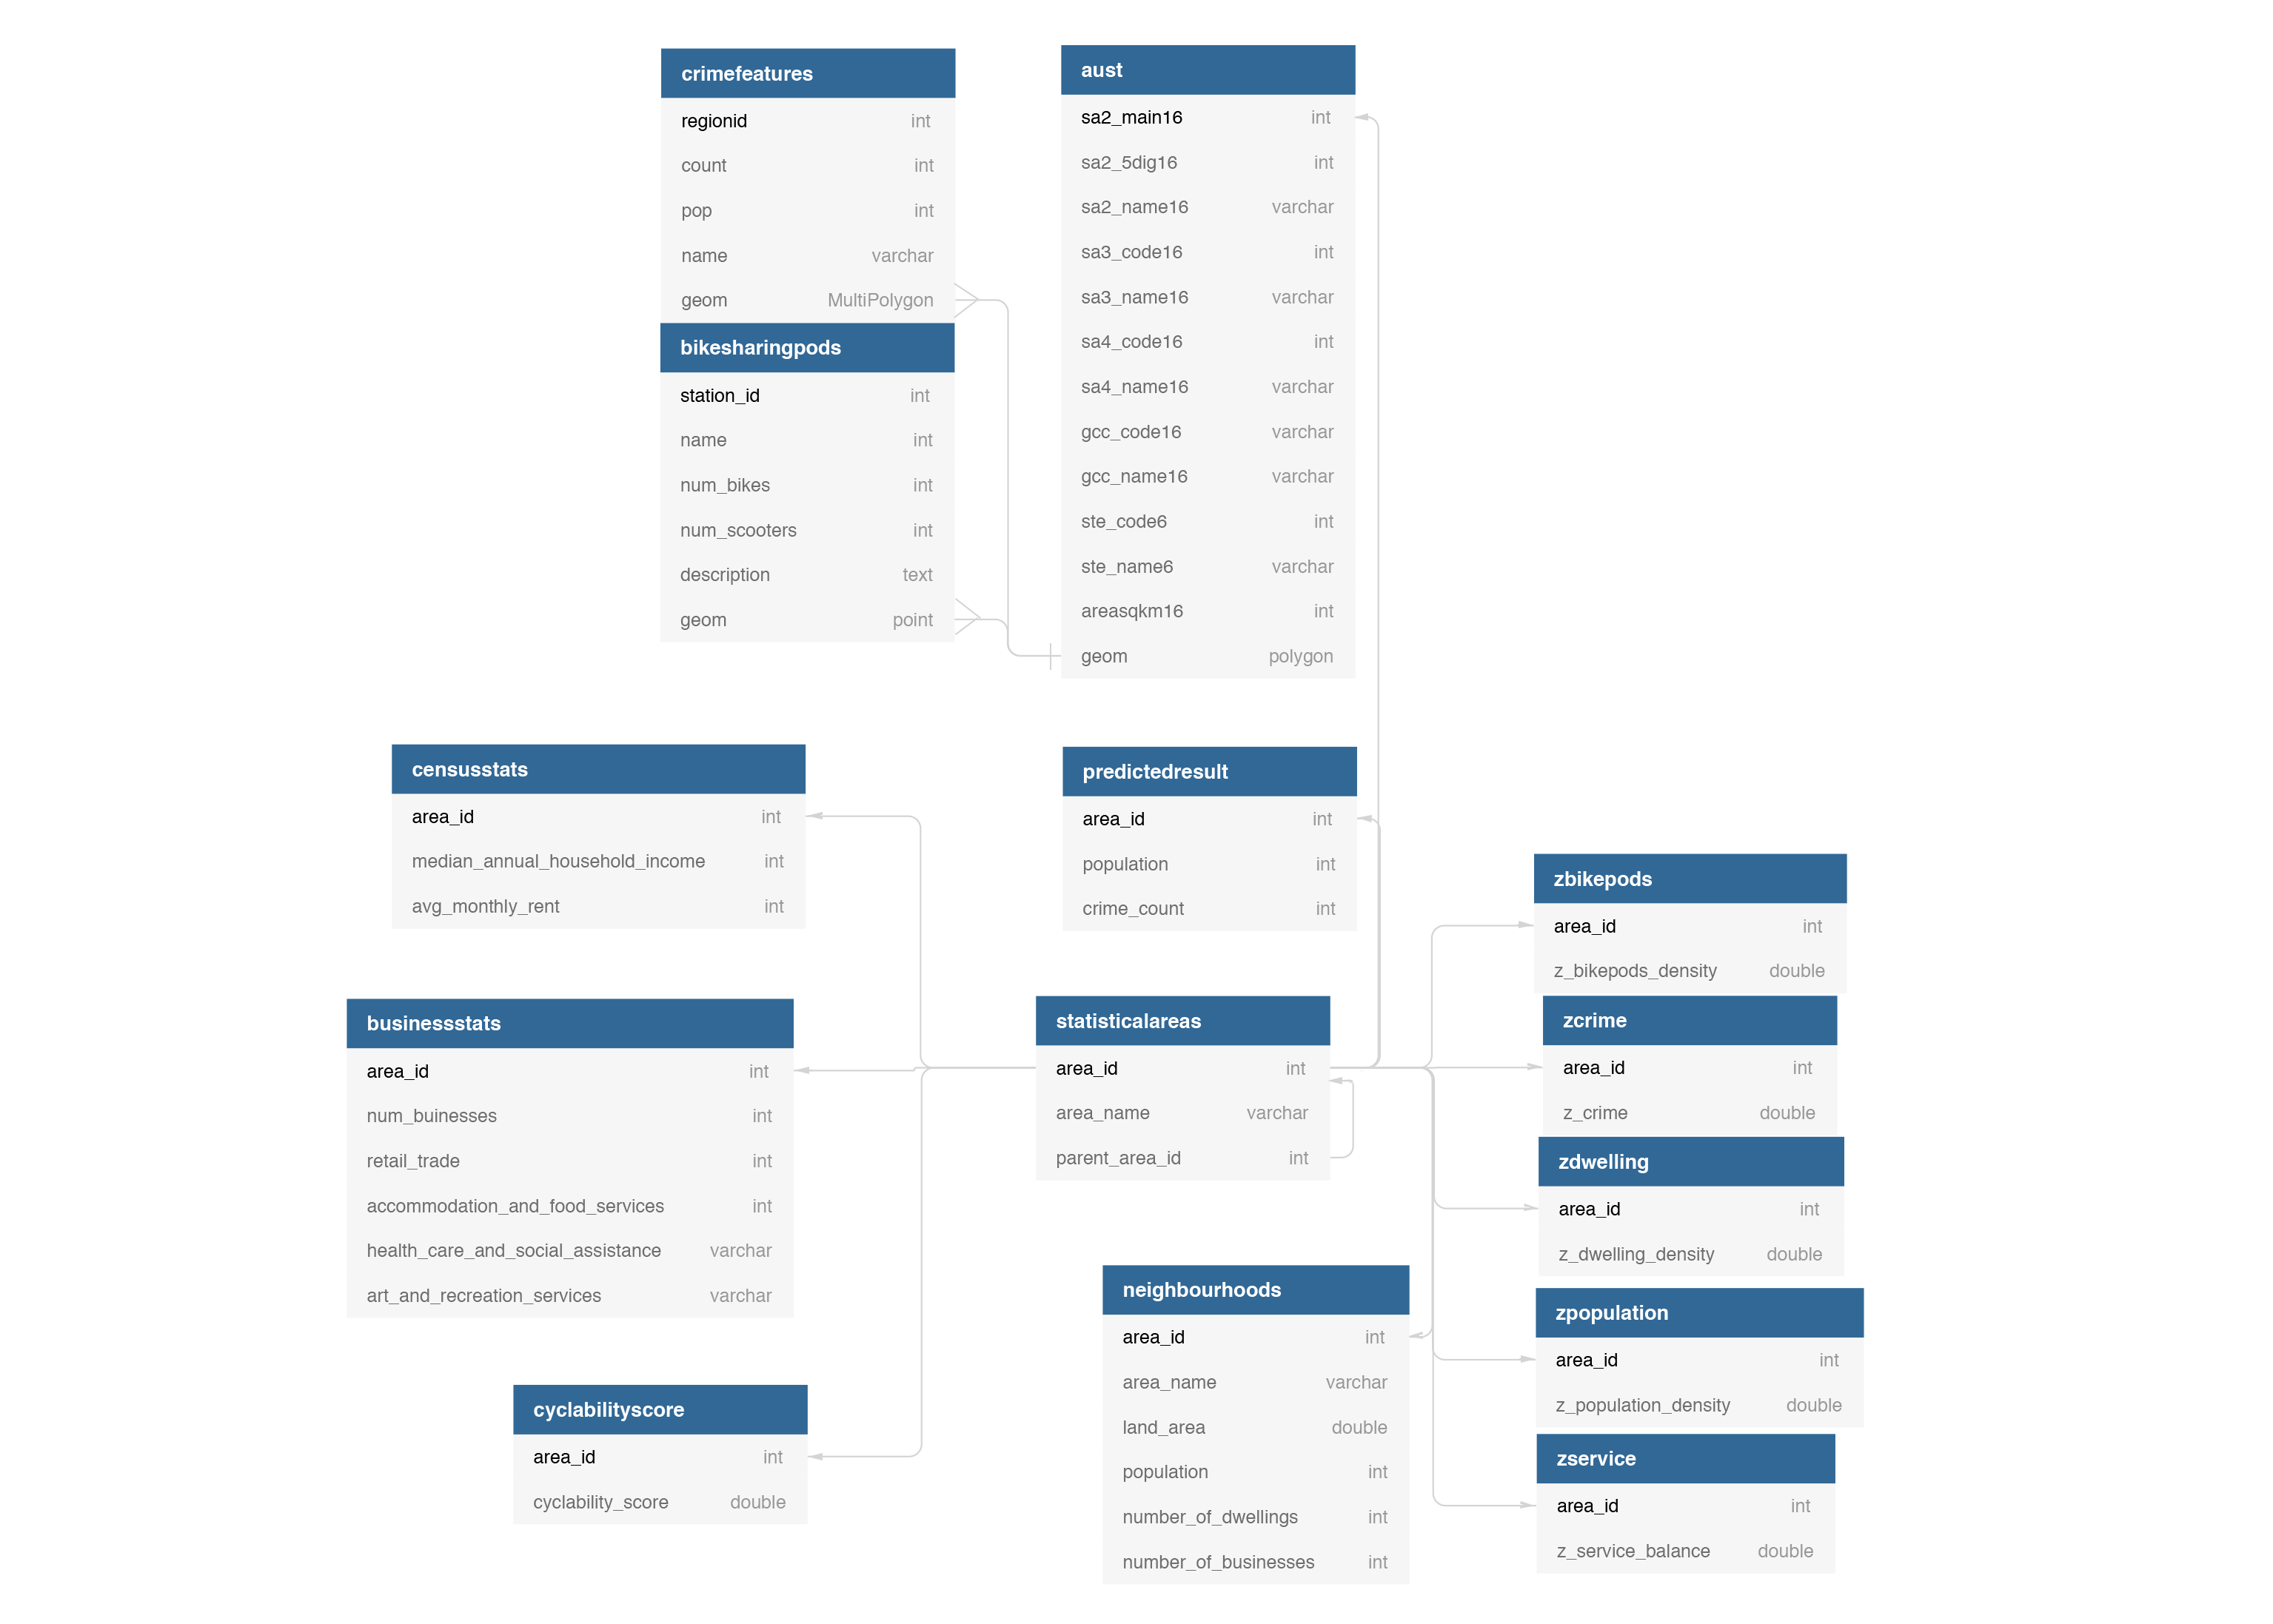 crimefeatures
regionid int
count int
pop int
name varchar
geom MultiPolygon
bikesharingpods
station_id int
name int
num_bikes int
num_scooters int
description text
geom point
aust
sa2_main16 int
sa2_5dig16 int
sa2_name16 varchar
sa3_code16 int
sa3_name16 varchar
sa4_code16 int
sa4_name16 varchar
gcc_code16 varchar
gcc_name16 varchar
ste_code6 int
ste_name6 varchar
areasqkm16 int
geom polygon
censusstats
area_id int
median_annual_household_income int
avg_monthly_rent int
predictedresult
area_id int
population int
crime_count int
businessstats
area_id int
num_buinesses int
retail_trade int
accommodation_and_food_services int
health_care_and_social_assistance varchar
art_and_recreation_services varchar
statisticalareas
area_id int
area_name varchar
parent_area_id int
cyclabilityscore
area_id int
cyclability_score double
neighbourhoods
area_id int
area_name varchar
land_area double
population int
number_of_dwellings int
number_of_businesses int
zbikepods
area_id int
z_bikepods_density double
zcrime
area_id int
z_crime double
zdwelling
area_id int
z_dwelling_density double
zpopulation
area_id int
z_population_density double
zservice
area_id int
z_service_balance double